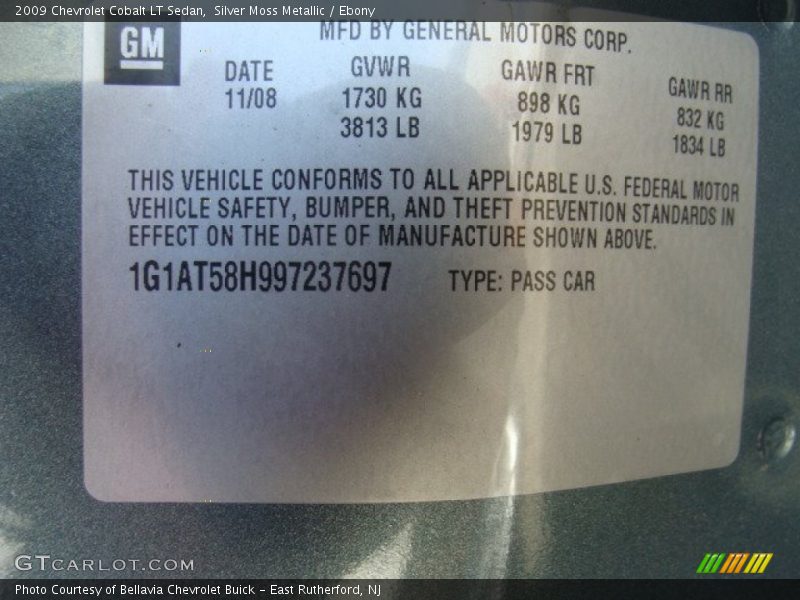 2009 Chevrolet Cobalt LT Sedan, Silver Moss Metallic / Ebony
GM
MFD BY GENERAL MOTORS CORP.
DATE GVWR GAWR FRT GAWR RR
11/08 1730 KG 898 KG 832 KG
3813 LB 1979 LB 1834 LB
THIS VEHICLE CONFORMS TO ALL APPLICABLE U.S. FEDERAL MOTOR
VEHICLE SAFETY, BUMPER, AND THEFT PREVENTION STANDARDS IN
EFFECT ON THE DATE OF MANUFACTURE SHOWN ABOVE.
1G1AT58H997237697 TYPE: PASS CAR
GTCARLOT.COM
Photo Courtesy of Bellavia Chevrolet Buick - East Rutherford, NJ